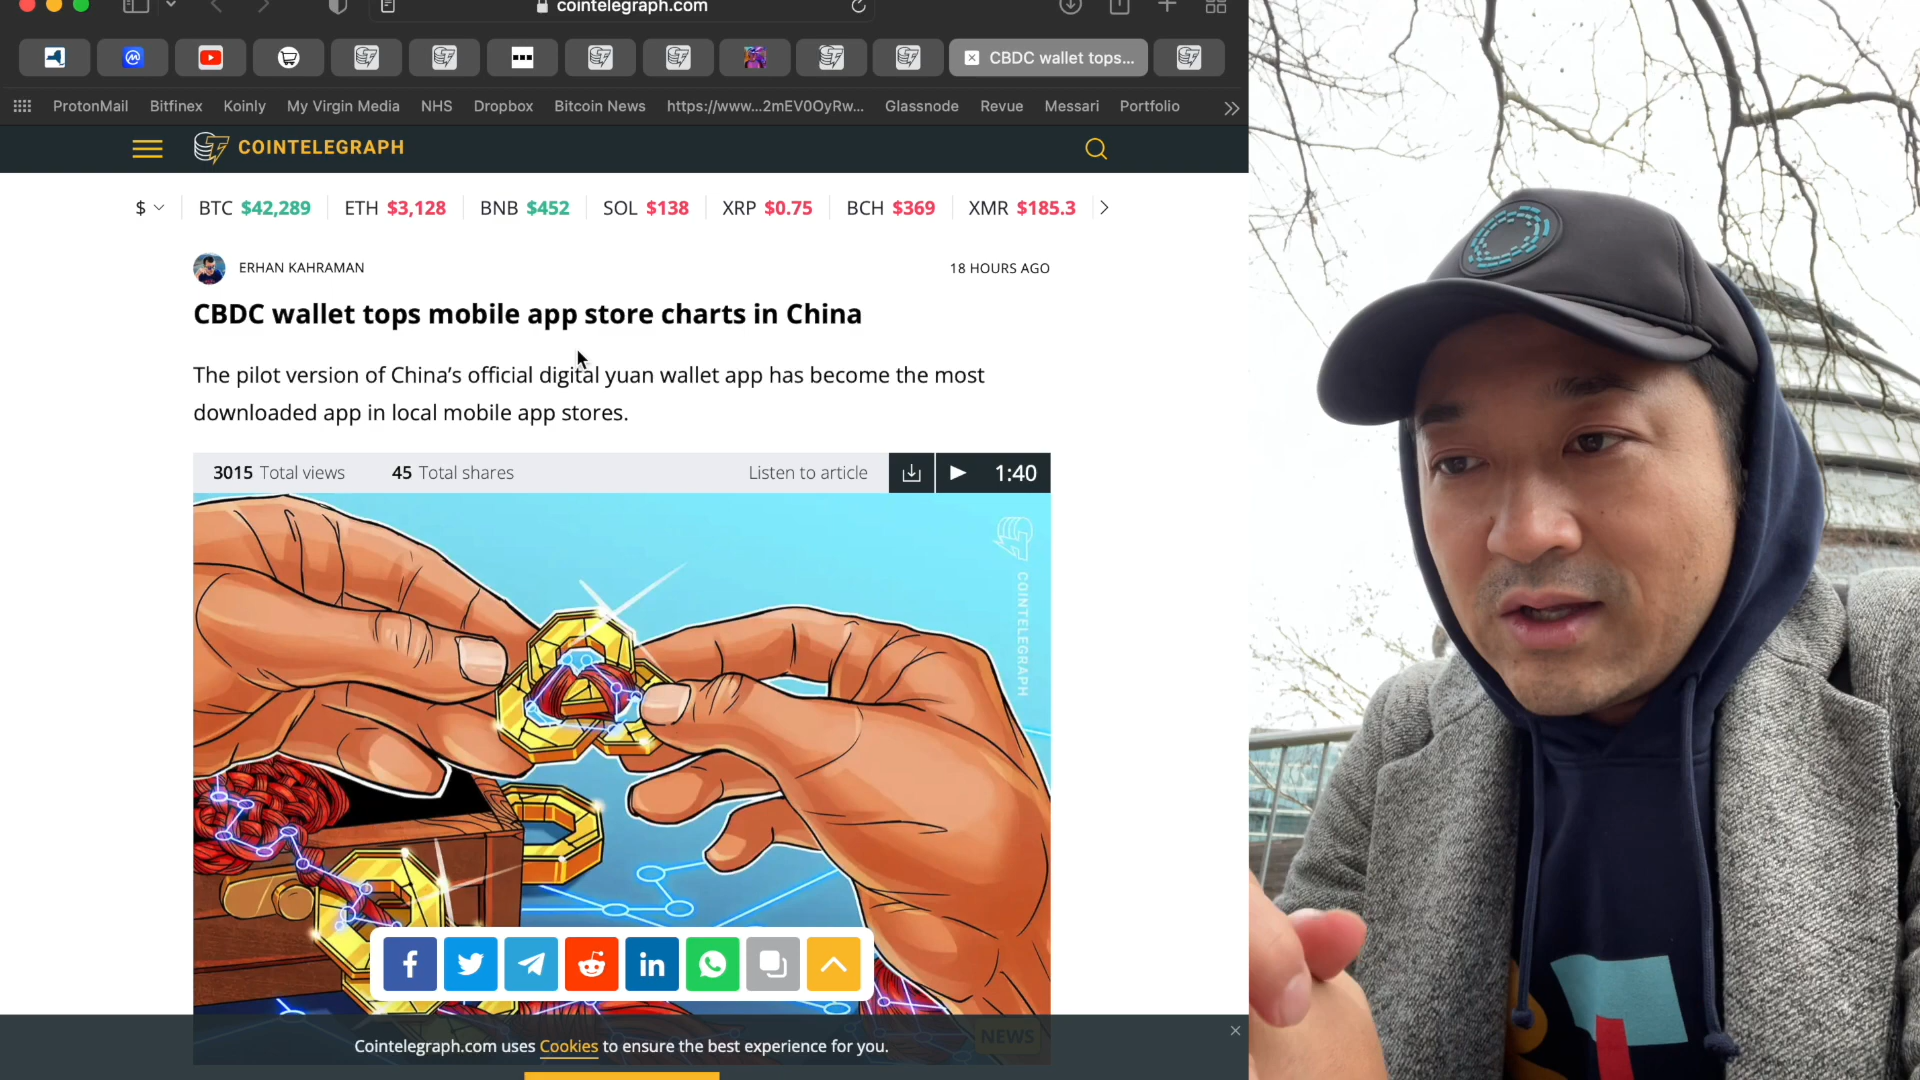 cointelegraph.com
CBDC wallet tops...
ProtonMail Bitfinex Koinly My Virgin Media NHS Dropbox Bitcoin News https://www...2mEV0OyRw... Glassnode Revue Messari Portfolio
COINTELEGRAPH
$ BTC $42,289 ETH $3,128 BNB $452 SOL $138 XRP $0.75 BCH $369 XMR $185.3
ERHAN KAHRAMAN 18 HOURS AGO
CBDC wallet tops mobile app store charts in China
The pilot version of China’s official digital yuan wallet app has become the most
downloaded app in local mobile app stores.
3015 Total views 45 Total shares Listen to article 1:40
COINTELEGRAPH
NEWS
Cointelegraph.com uses Cookies to ensure the best experience for you.